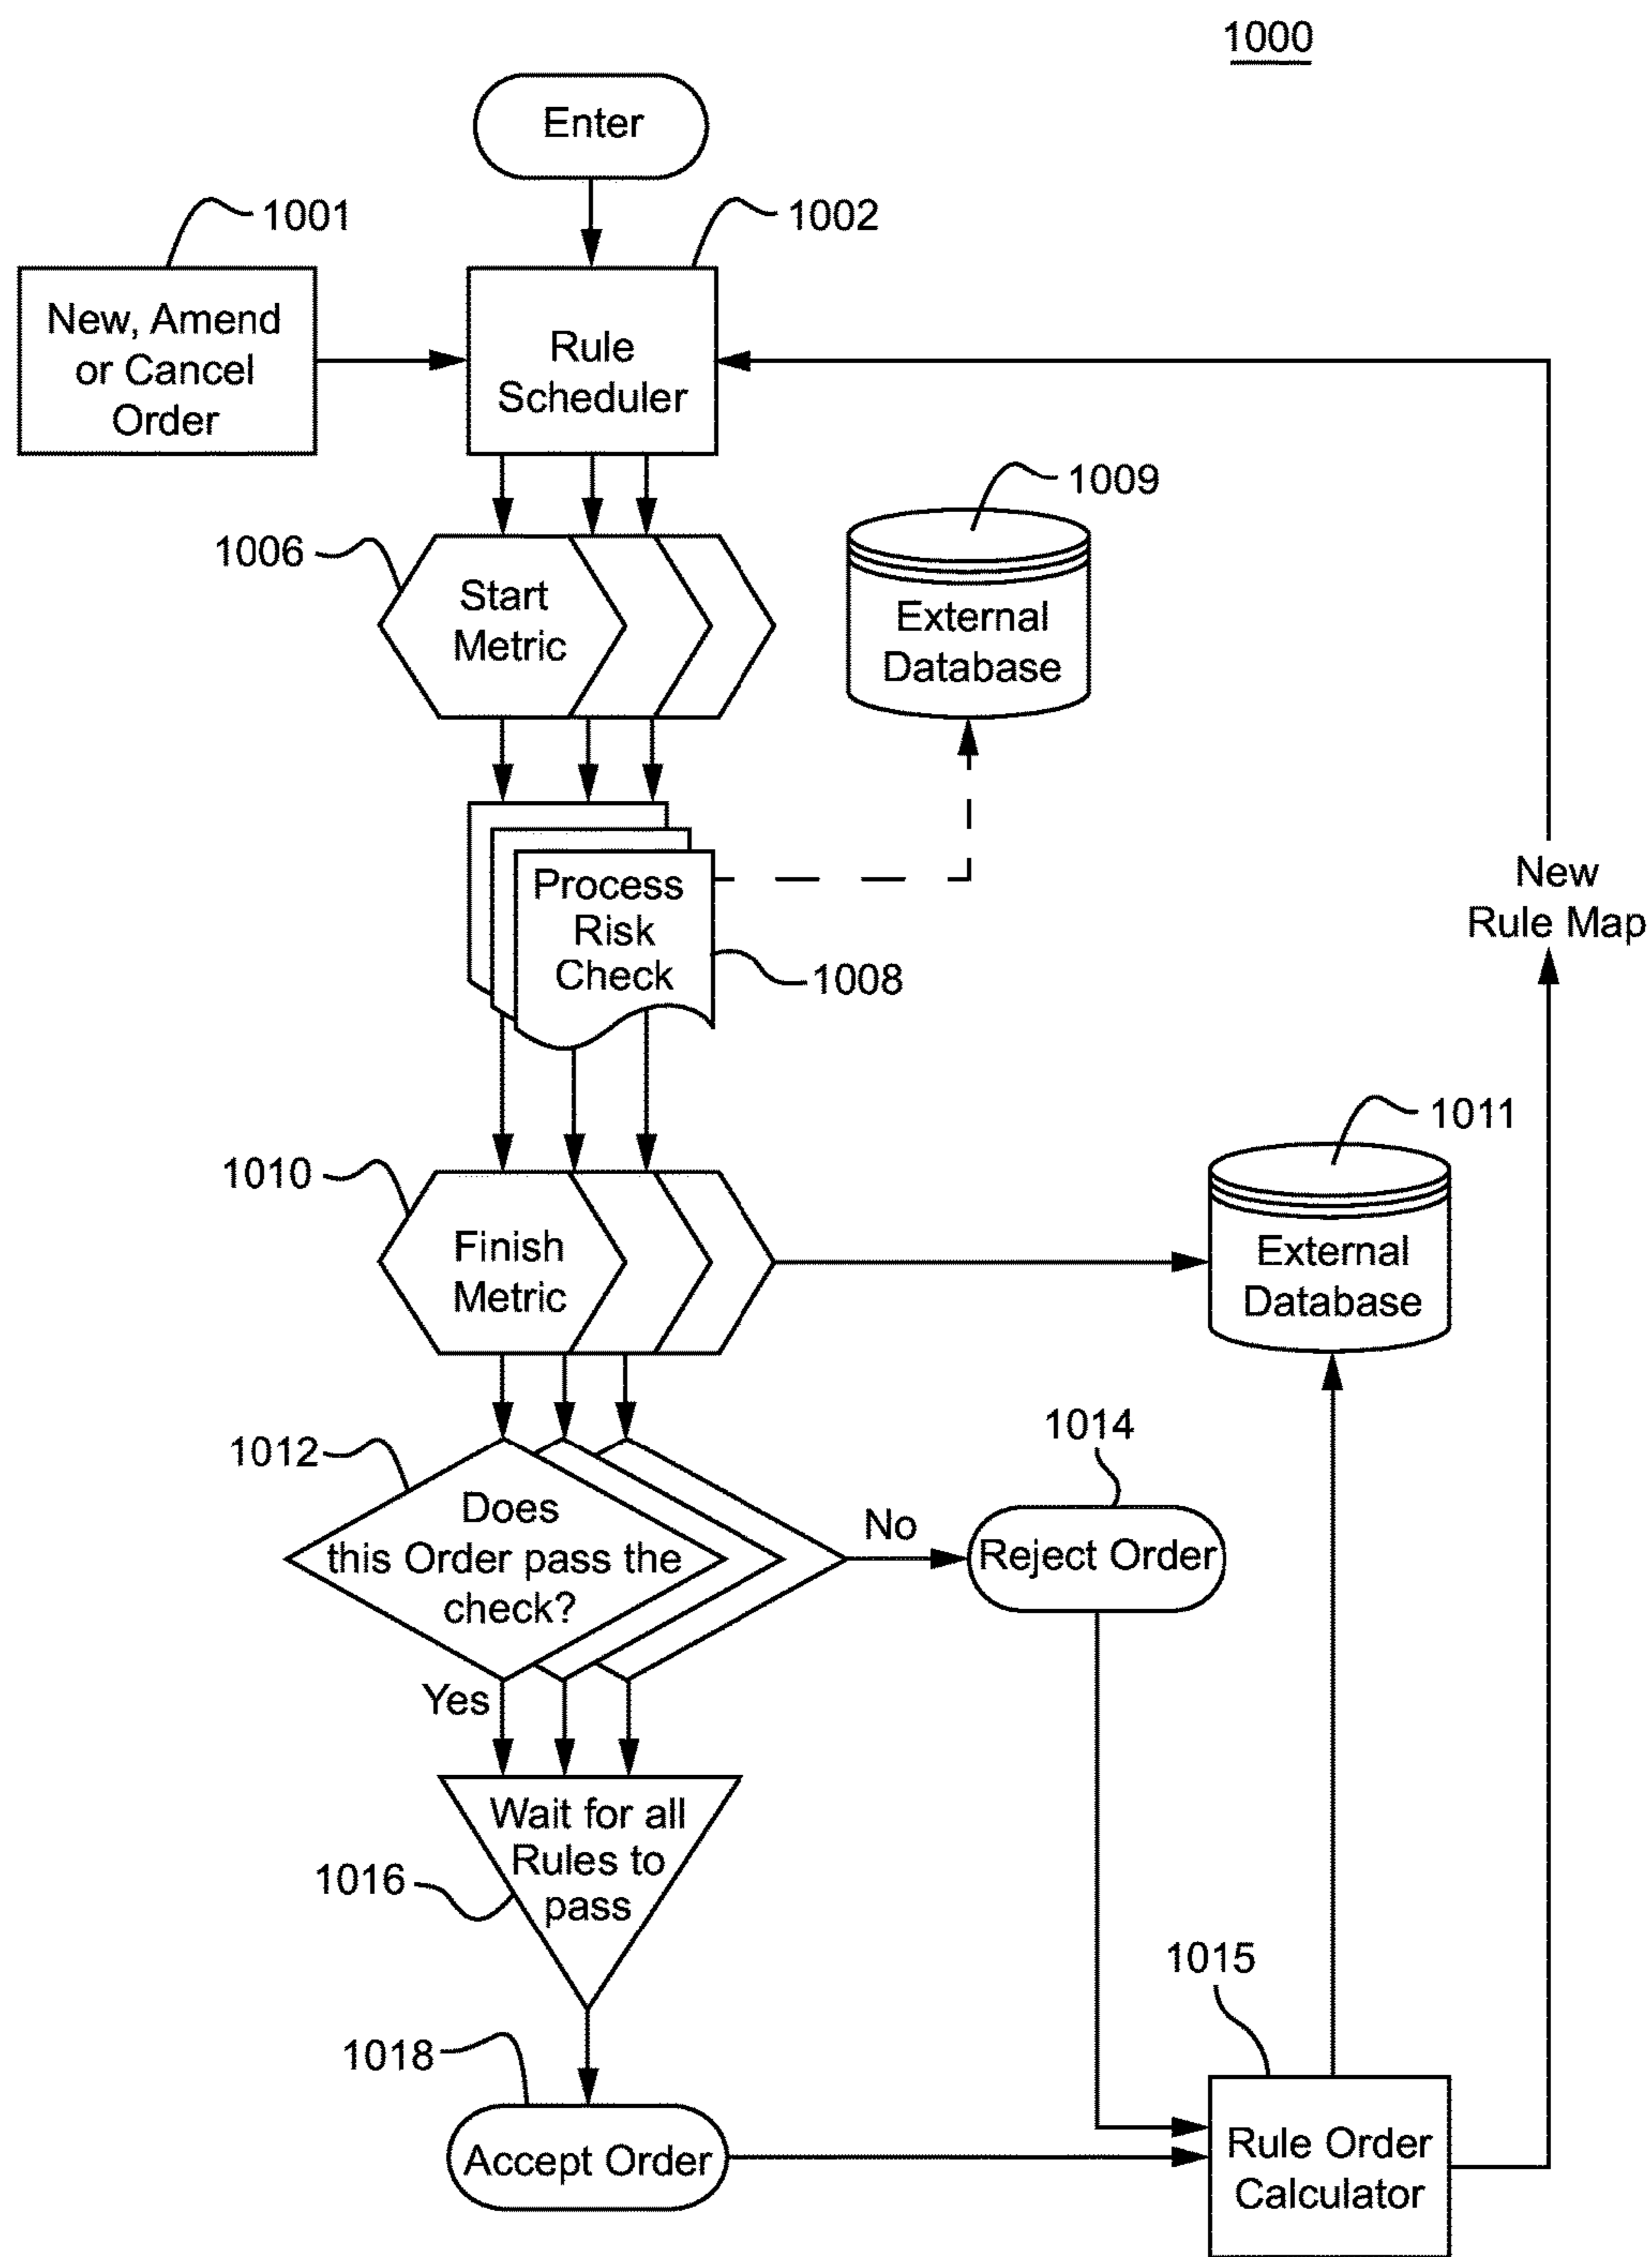 1000
Enter
1001
1002
New, Amend
or Cancel
Order
Rule
Scheduler
1009
1006
Start
Metric
External
Database
Process
Risk
Check
1008
New
Rule Map
1011
1010
Finish
Metric
External
Database
1014
1012
Does
this Order pass the
check?
No
Reject Order
Yes
Wait for all
Rules to
pass
1016
1015
1018
Accept Order
Rule Order
Calculator